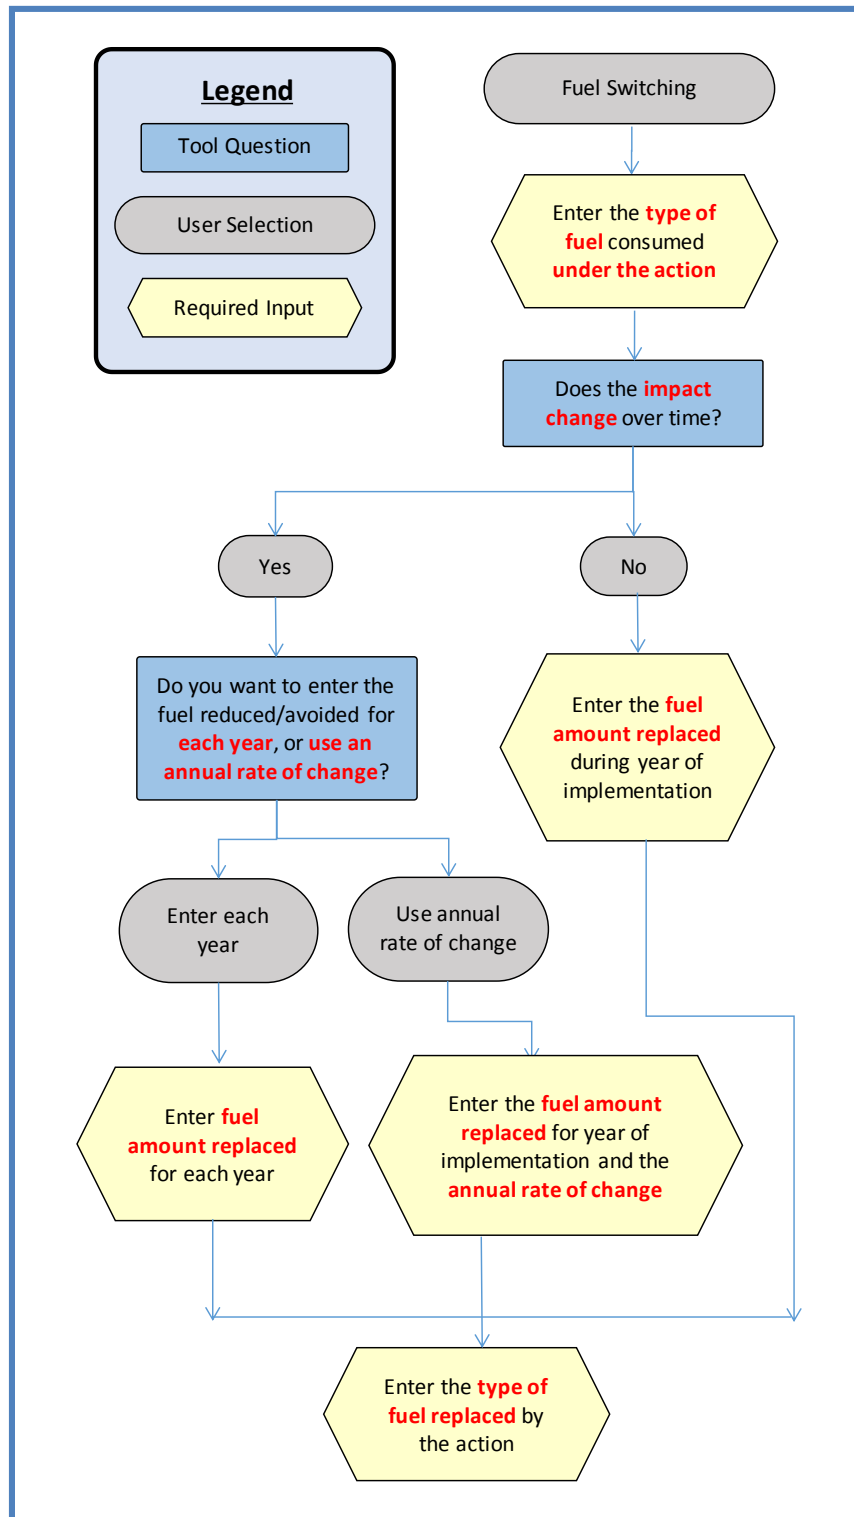 Legend
Tool Question
User Selection
Required Input
Fuel Switching
Enter the type of
fuel consumed
under the action
Does the impact
change over time?
Yes
No
Do you want to enter the
fuel reduced/avoided for
each year, or use an
annual rate of change?
Enter the fuel
amount replaced
during year of
implementation
Enter each
year
Use annual
rate of change
Enter fuel
amount replaced
for each year
Enter the fuel amount
replaced for year of
implementation and the
annual rate of change
Enter the type of
fuel replaced by
the action